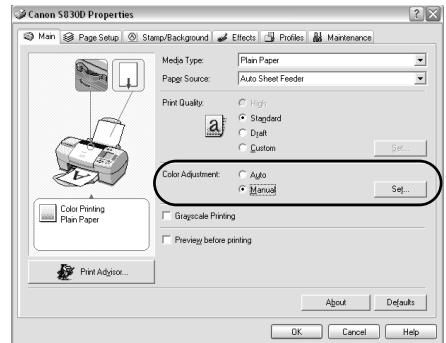 Canon S830D Properties
Main Page Setup Stamp/Background Effects Profiles Maintenance
Media Type: Plain Paper
Paper Source: Auto Sheet Feeder
Print Quality: High
Standard
Draft
Custom Set...
Color Adjustment: Auto
Manual Set...
Color Printing
Plain Paper
Grayscale Printing
Preview before printing
Print Advisor...
About Defaults
OK Cancel Help